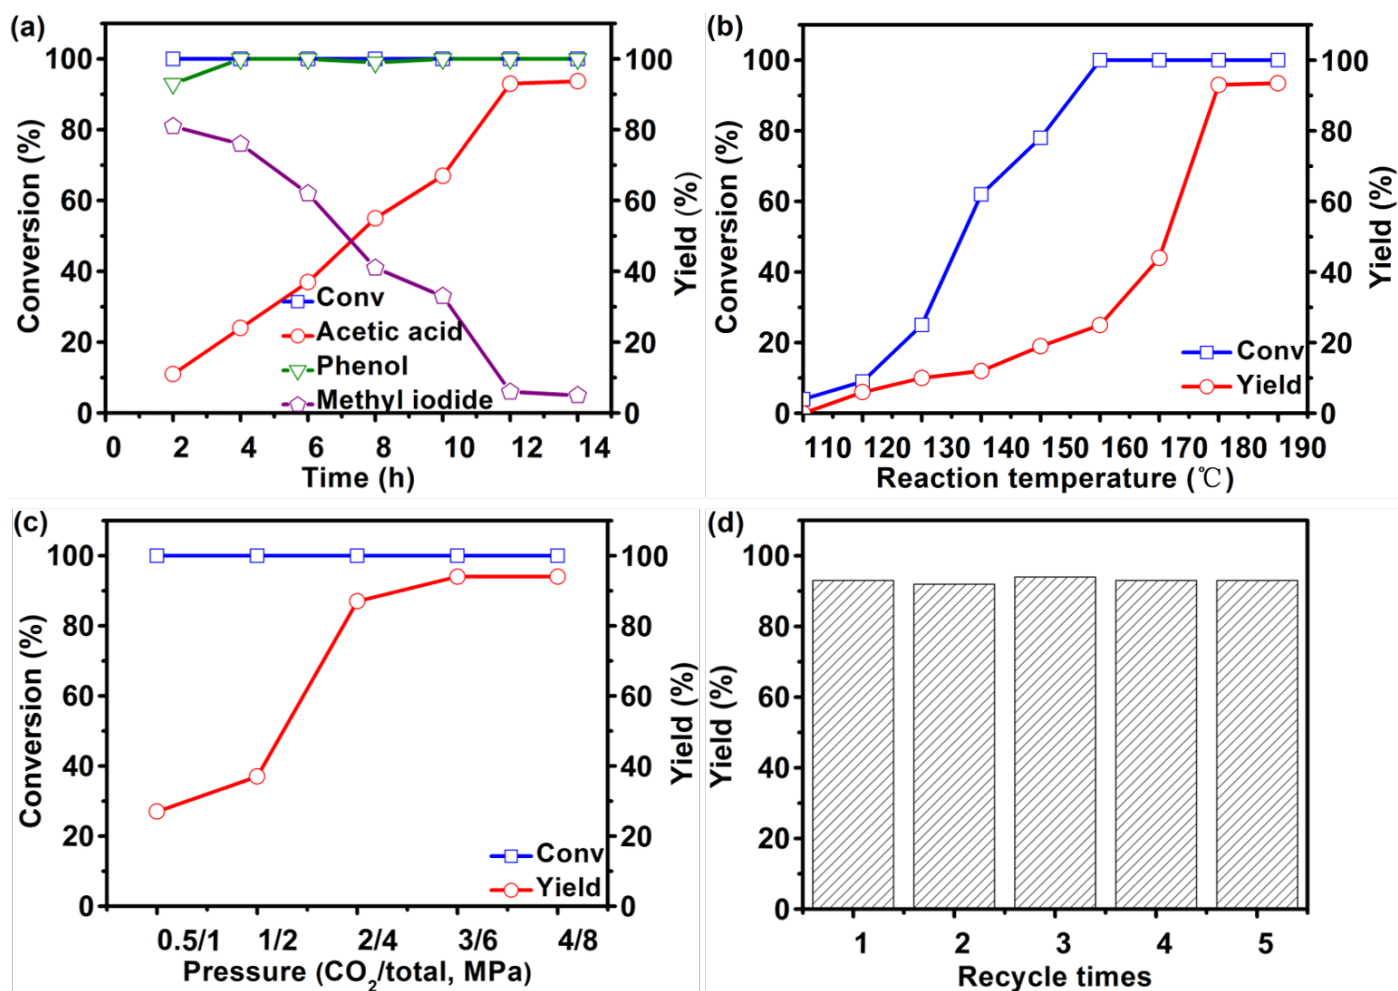 (a)
Conversion (%)
100
80
60
40
20
0
Conv
Acetic acid
Phenol
Methyl iodide
100
80
60
40
20
0
Yield (%)
0 2 4 6 8 10 12 14
Time (h)
(b)
Conversion (%)
100
80
60
40
20
0
Conv
Yield
100
80
60
40
20
0
Yield (%)
110 120 130 140 150 160 170 180 190
Reaction temperature (℃)
(c)
Conversion (%)
100
80
60
40
20
0
Conv
Yield
100
80
60
40
20
0
Yield (%)
0.5/1 1/2 2/4 3/6 4/8
Pressure (CO₂/total, MPa)
(d)
Yield (%)
100
80
60
40
20
0
1 2 3 4 5
Recycle times